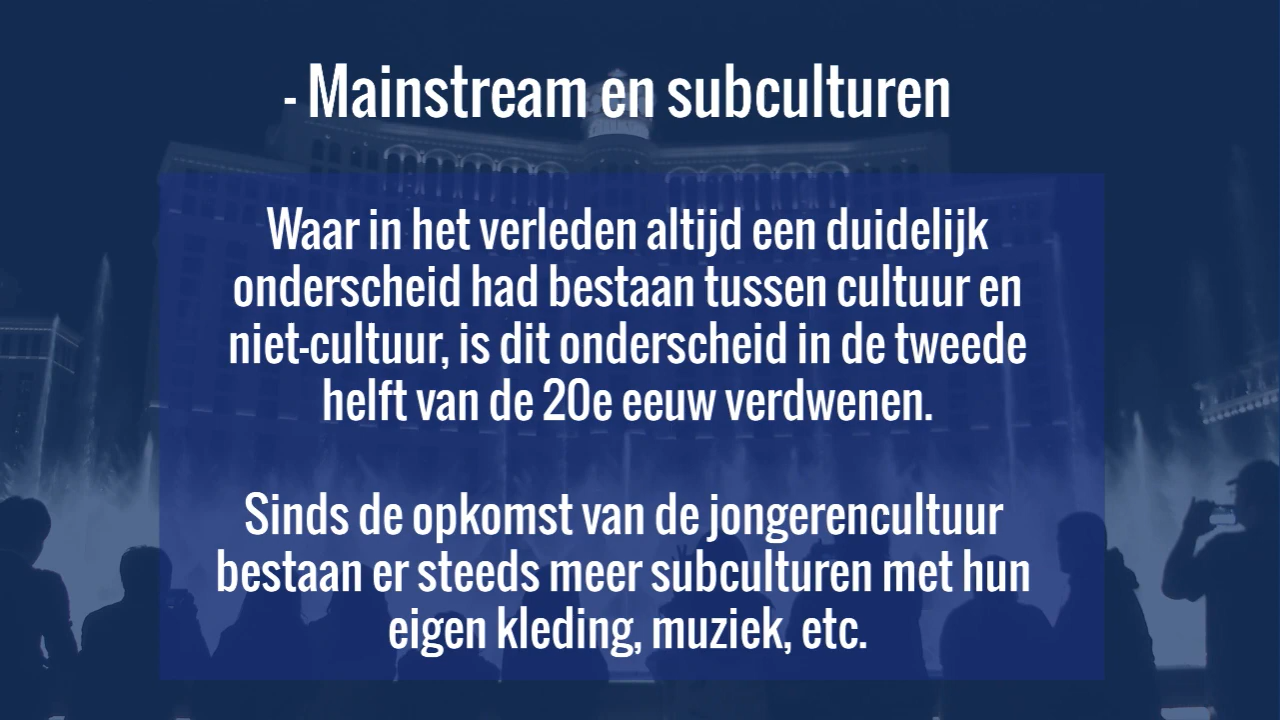 - Mainstream en subculturen
Waar in het verleden altijd een duidelijk
onderscheid had bestaan tussen cultuur en
niet-cultuur, is dit onderscheid in de tweede
helft van de 20e eeuw verdwenen.
Sinds de opkomst van de jongerencultuur
bestaan er steeds meer subculturen met hun
eigen kleding, muziek, etc.